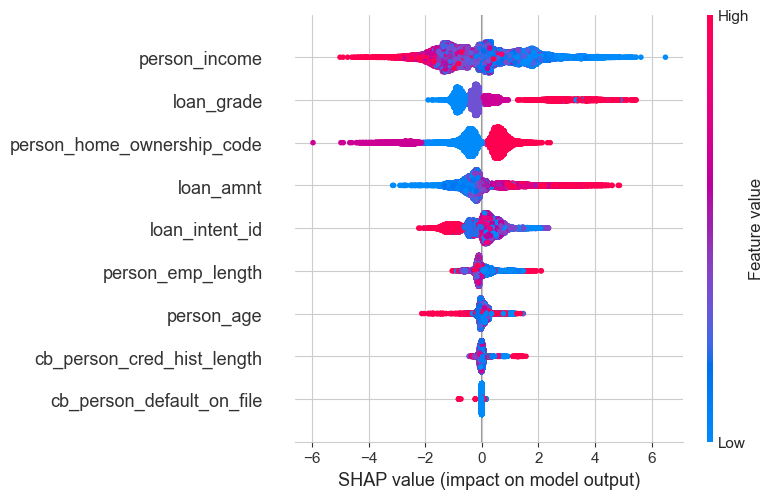 High
person_income
loan_grade
person_home_ownership_code
loan_amnt
loan_intent_id
person_emp_length
person_age
cb_person_cred_hist_length
cb_person_default_on_file
Feature value
Low
−6 −4 −2 0 2 4 6
SHAP value (impact on model output)